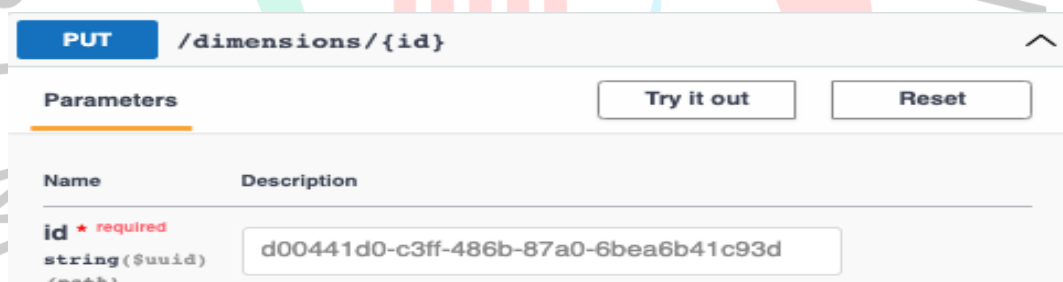 PUT /dimensions/{id}
Parameters Try it out Reset
Name Description
id * required
string($uuid) d00441d0-c3ff-486b-87a0-6bea6b41c93d
(path)